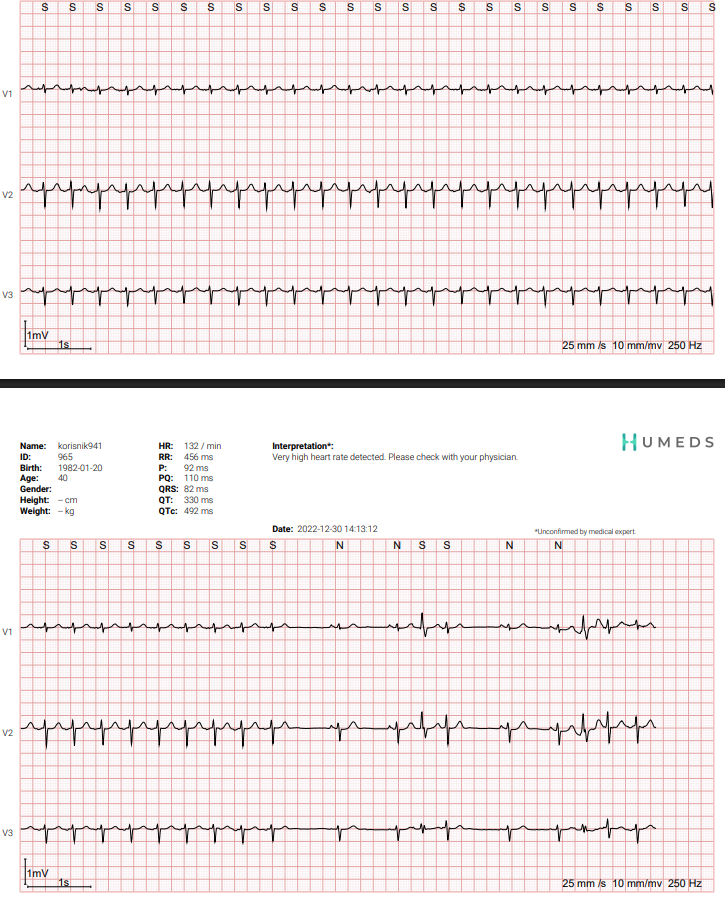 S S S S S S S S S S S S S S S S S S S S S S S S S
V1
V2
V3
1mV
1s
25 mm /s 10 mm/mv 250 Hz
Name: korisnik941
ID: 965
Birth: 1982-01-20
Age: 40
Gender:
Height: -- cm
Weight: -- kg
HR: 132 / min
RR: 456 ms
P: 92 ms
PQ: 110 ms
QRS: 82 ms
QT: 330 ms
QTc: 492 ms
Interpretation*:
Very high heart rate detected. Please check with your physician.
HUMEDS
Date: 2022-12-30 14:13:12
*Unconfirmed by medical expert.
S S S S S S S S S N N S S N N
V1
V2
V3
1mV
1s
25 mm /s 10 mm/mv 250 Hz